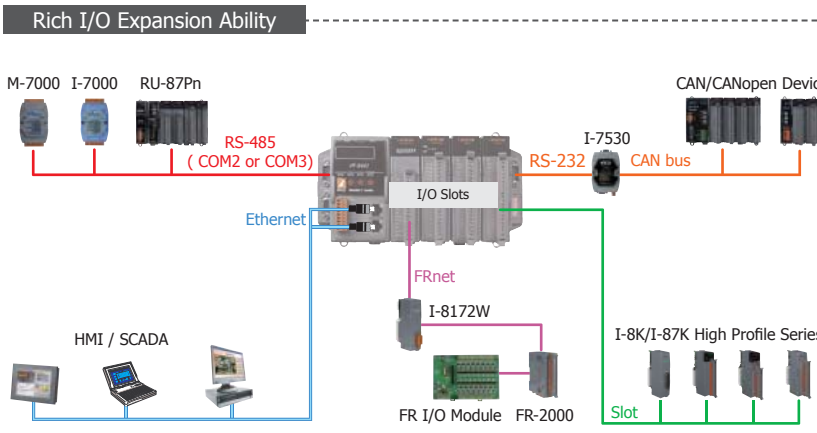 Rich I/O Expansion Ability
M-7000 I-7000 RU-87Pn
CAN/CANopen Devic
RS-485
( COM2 or COM3)
I-7530
RS-232
CAN bus
I/O Slots
Ethernet
FRnet
I-8172W
HMI / SCADA
I-8K/I-87K High Profile Series
FR I/O Module FR-2000
Slot